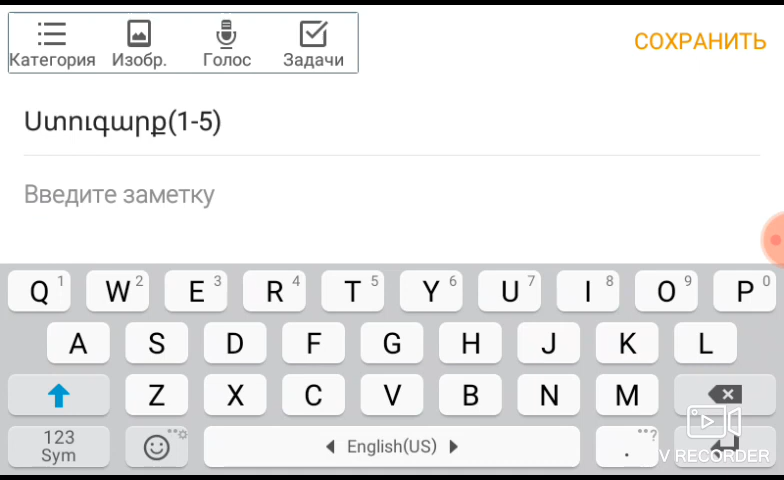 Категория Изобр. Голос Задачи
СОХРАНИТЬ
Ստուգարք(1-5)
Введите заметку
Q 1 W 2 E 3 R 4 T 5 Y 6 U 7 I 8 O 9 P 0
A S D F G H J K L
Z X C V B N M
123
Sym
English(US)
. ?
V RECORDER